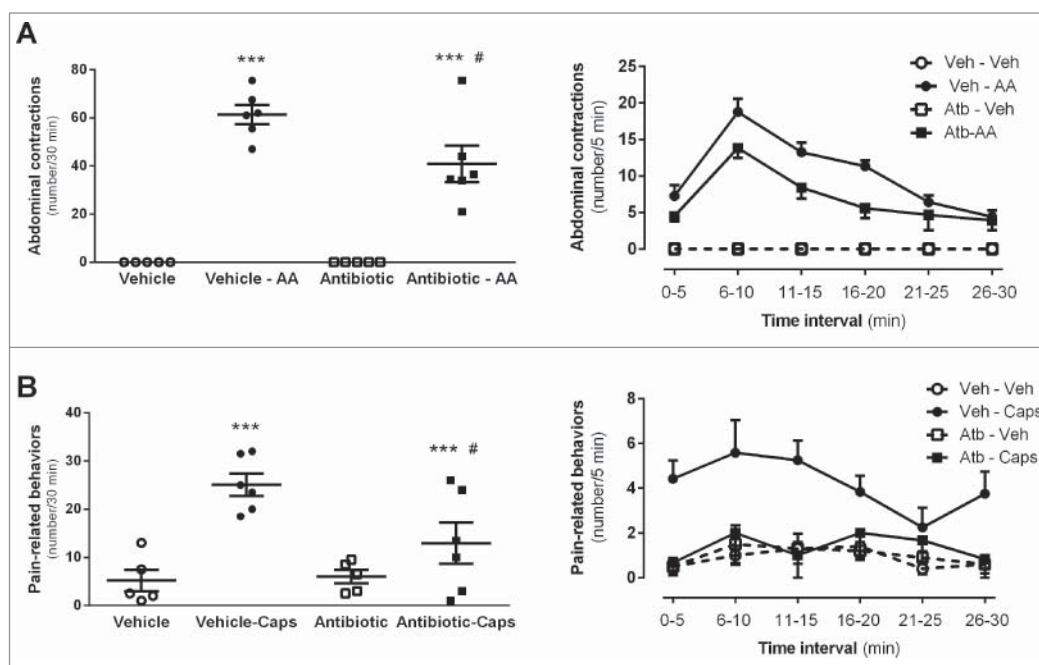 A
Abdominal contractions
(number/30 min)
80
60
40
20
0
***
*** #
Vehicle
Vehicle - AA
Antibiotic
Antibiotic - AA
Abdominal contractions
(number/5 min)
25
20
15
10
5
0
Veh - Veh
Veh - AA
Atb - Veh
Atb-AA
0-5
6-10
11-15
16-20
21-25
26-30
Time interval (min)
B
Pain-related behaviors
(number/30 min)
40
30
20
10
0
***
*** #
Vehicle
Vehicle-Caps
Antibiotic
Antibiotic-Caps
Pain-related behaviors
(number/5 min)
8
6
4
2
0
Veh - Veh
Veh - Caps
Atb - Veh
Atb - Caps
0-5
6-10
11-15
16-20
21-25
26-30
Time interval (min)